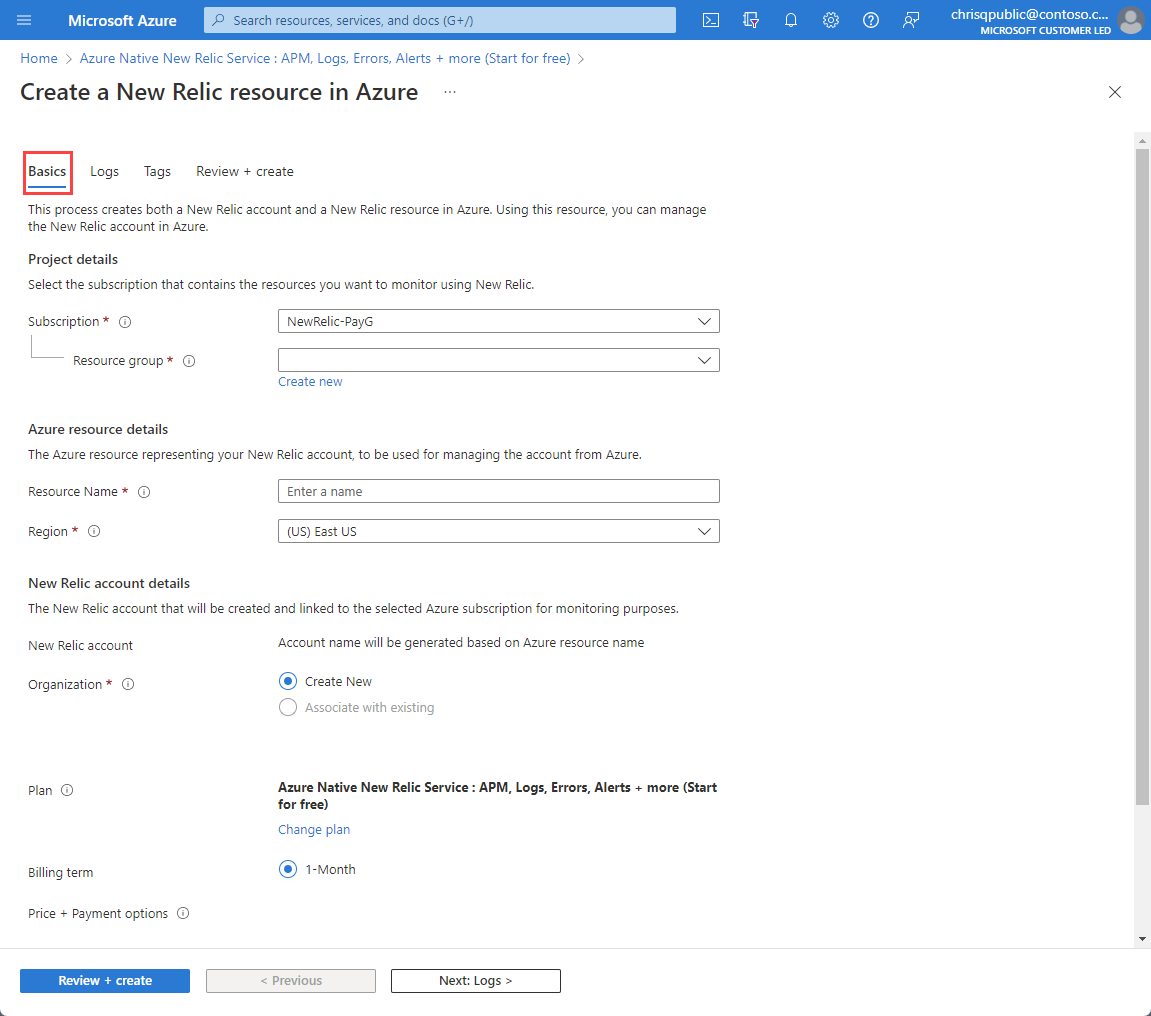 Microsoft Azure
Search resources, services, and docs (G+/)
chrisqpublic@contoso.c...
MICROSOFT CUSTOMER LED
Home > Azure Native New Relic Service : APM, Logs, Errors, Alerts + more (Start for free) >
Create a New Relic resource in Azure ...
Basics Logs Tags Review + create
This process creates both a New Relic account and a New Relic resource in Azure. Using this resource, you can manage
the New Relic account in Azure.
Project details
Select the subscription that contains the resources you want to monitor using New Relic.
Subscription *
NewRelic-PayG
Resource group *
Create new
Azure resource details
The Azure resource representing your New Relic account, to be used for managing the account from Azure.
Resource Name *
Enter a name
Region *
(US) East US
New Relic account details
The New Relic account that will be created and linked to the selected Azure subscription for monitoring purposes.
New Relic account
Account name will be generated based on Azure resource name
Organization *
Create New
Associate with existing
Plan
Azure Native New Relic Service : APM, Logs, Errors, Alerts + more (Start
for free)
Change plan
Billing term
1-Month
Price + Payment options
Review + create
< Previous
Next: Logs >